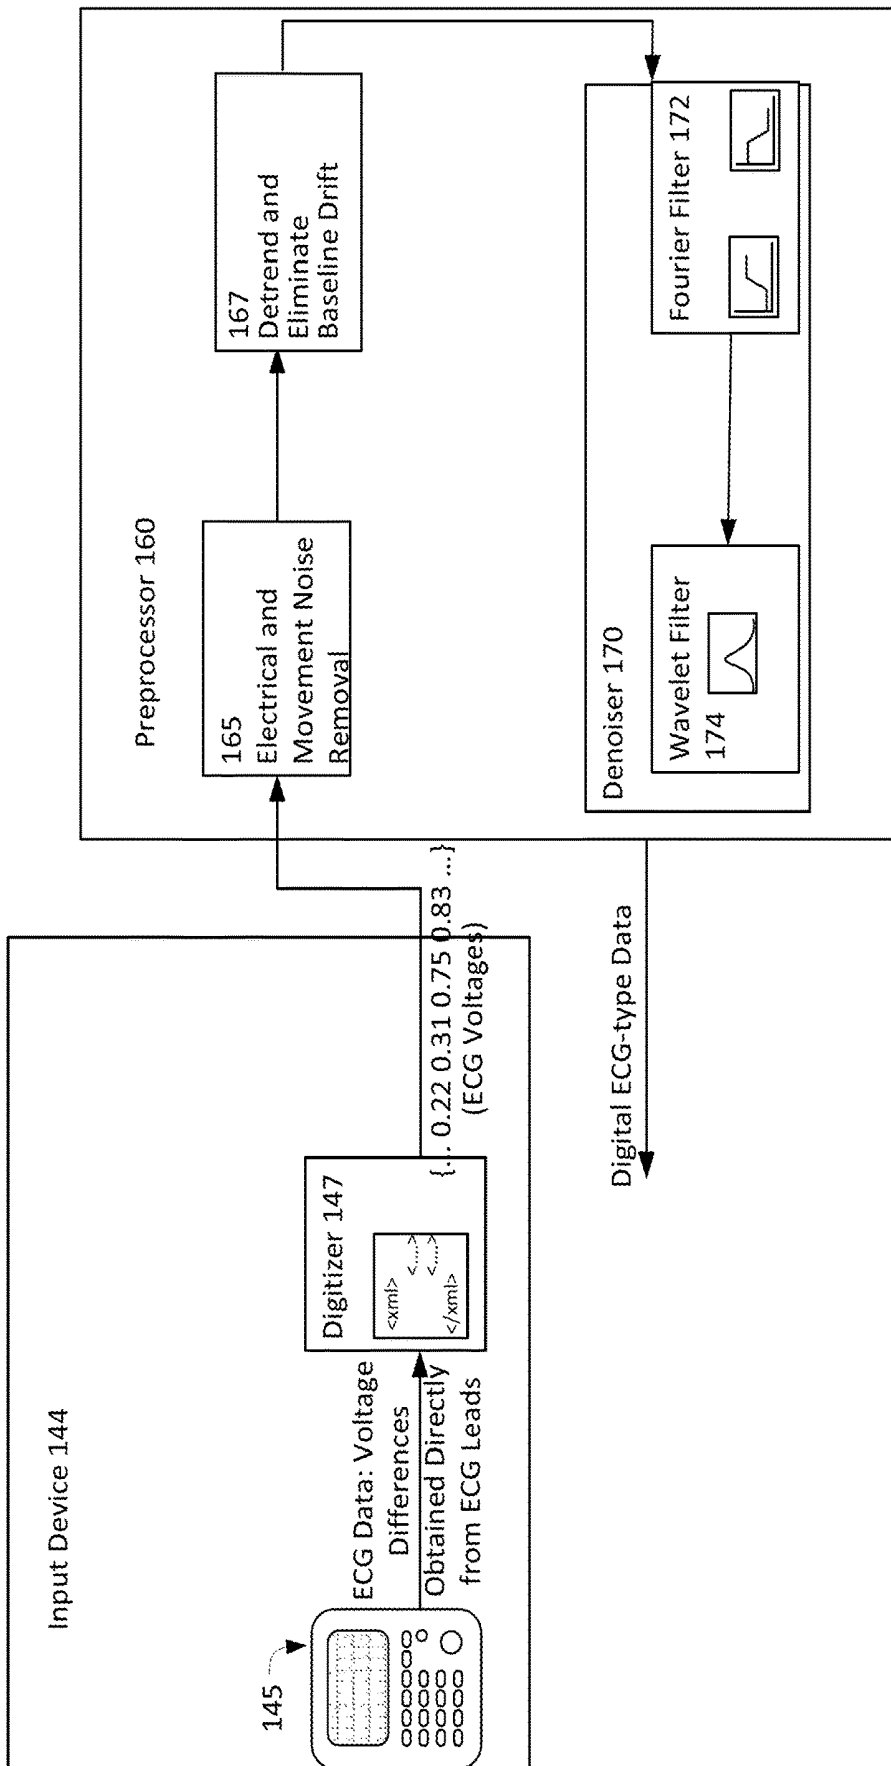 Input Device 144
145
ECG Data: Voltage
Differences
Obtained Directly
from ECG Leads
Digitizer 147
<xml>
<....>
<....>
</xml>
{... 0.22 0.31 0.75 0.83 ...}
(ECG Voltages)
Preprocessor 160
165
Electrical and
Movement Noise
Removal
167
Detrend and
Eliminate
Baseline Drift
Denoiser 170
Fourier Filter 172
Wavelet Filter
174
Digital ECG-type Data